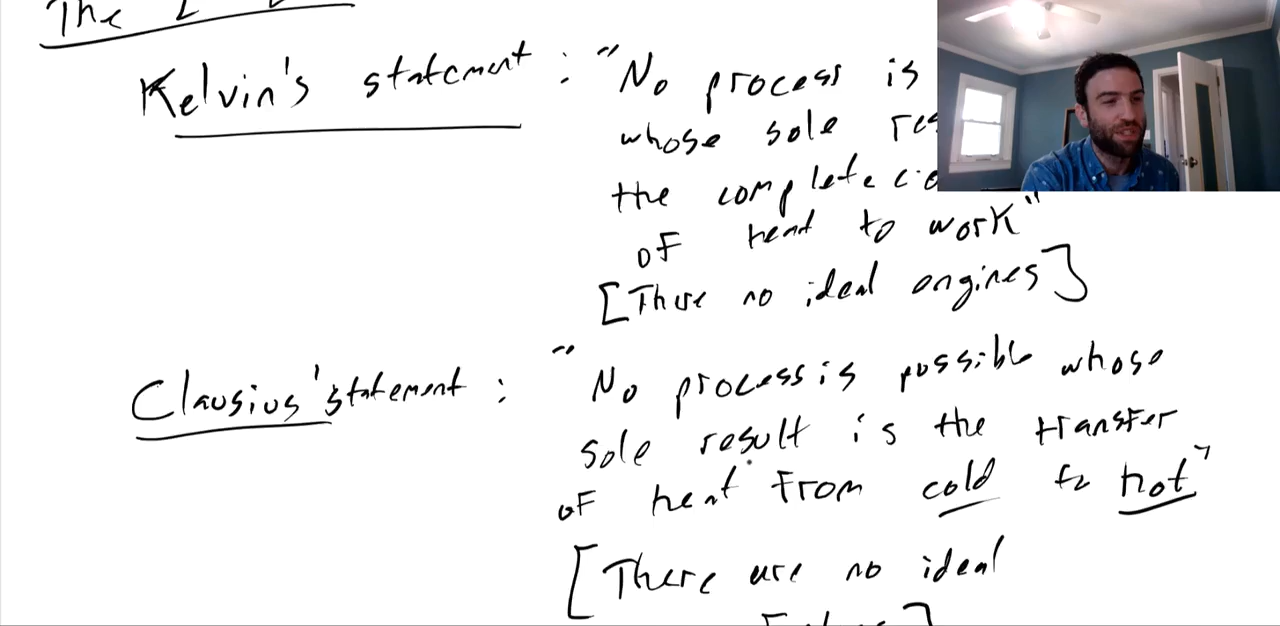 The
Kelvin's statement : "No process is
whose sole res
the complete co
of heat to work"
[There no ideal engines]
Clausius' statement : "No process is possible whose
sole result is the transfer
of heat from cold to hot"
[There are no ideal